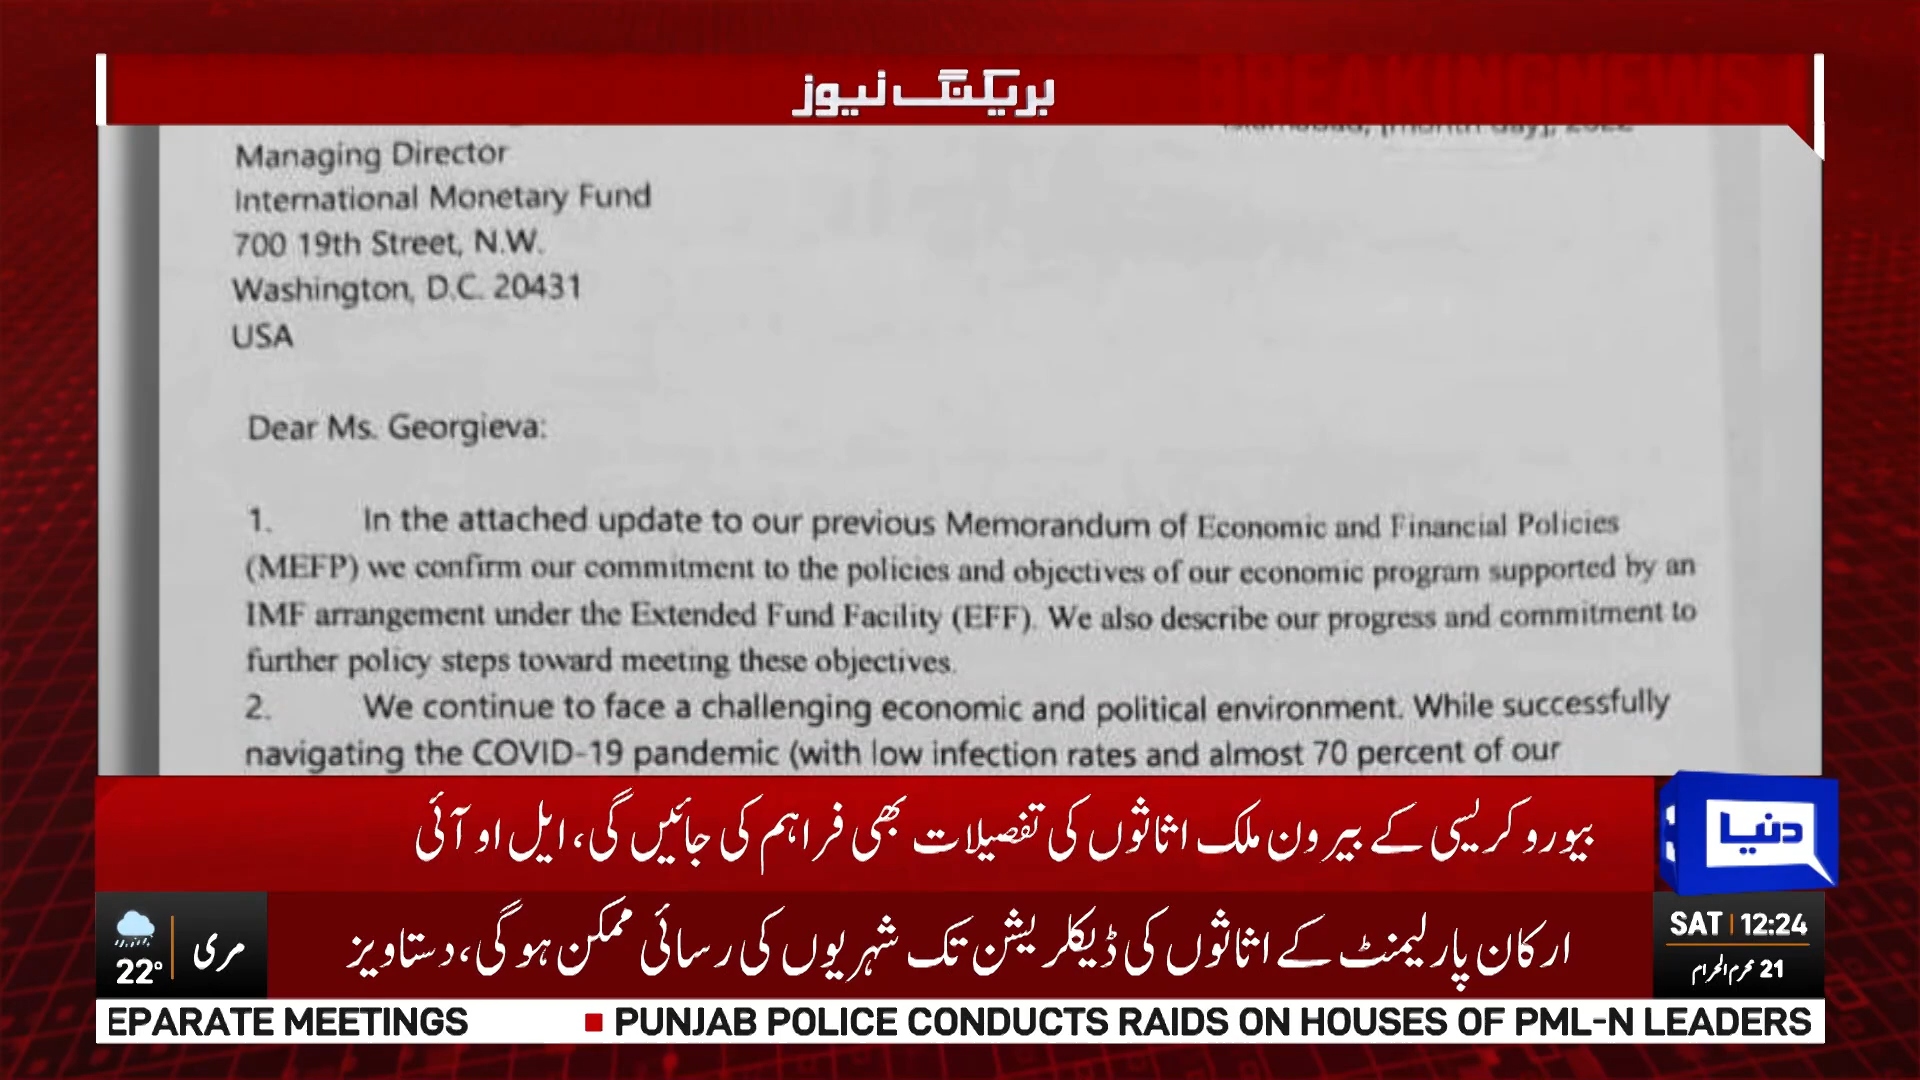 بریکنگ نیوز
BREAKINGNEWS
Islamabad, [month day], 2022
Managing Director
International Monetary Fund
700 19th Street, N.W.
Washington, D.C. 20431
USA
Dear Ms. Georgieva:
1. In the attached update to our previous Memorandum of Economic and Financial Policies
(MEFP) we confirm our commitment to the policies and objectives of our economic program supported by an
IMF arrangement under the Extended Fund Facility (EFF). We also describe our progress and commitment to
further policy steps toward meeting these objectives.
2. We continue to face a challenging economic and political environment. While successfully
navigating the COVID-19 pandemic (with low infection rates and almost 70 percent of our
بیوروکریسی کے بیرون ملک اثاثوں کی تفصیلات بھی فراہم کی جائیں گی، ایل او آئی
دنیا
ارکان پارلیمنٹ کے اثاثوں کی ڈیکلریشن تک شہریوں کی رسائی ممکن ہوگی، دستاویز
مری
22°
SAT | 12:24
21 محرم الحرام
EPARATE MEETINGS ■ PUNJAB POLICE CONDUCTS RAIDS ON HOUSES OF PML-N LEADERS